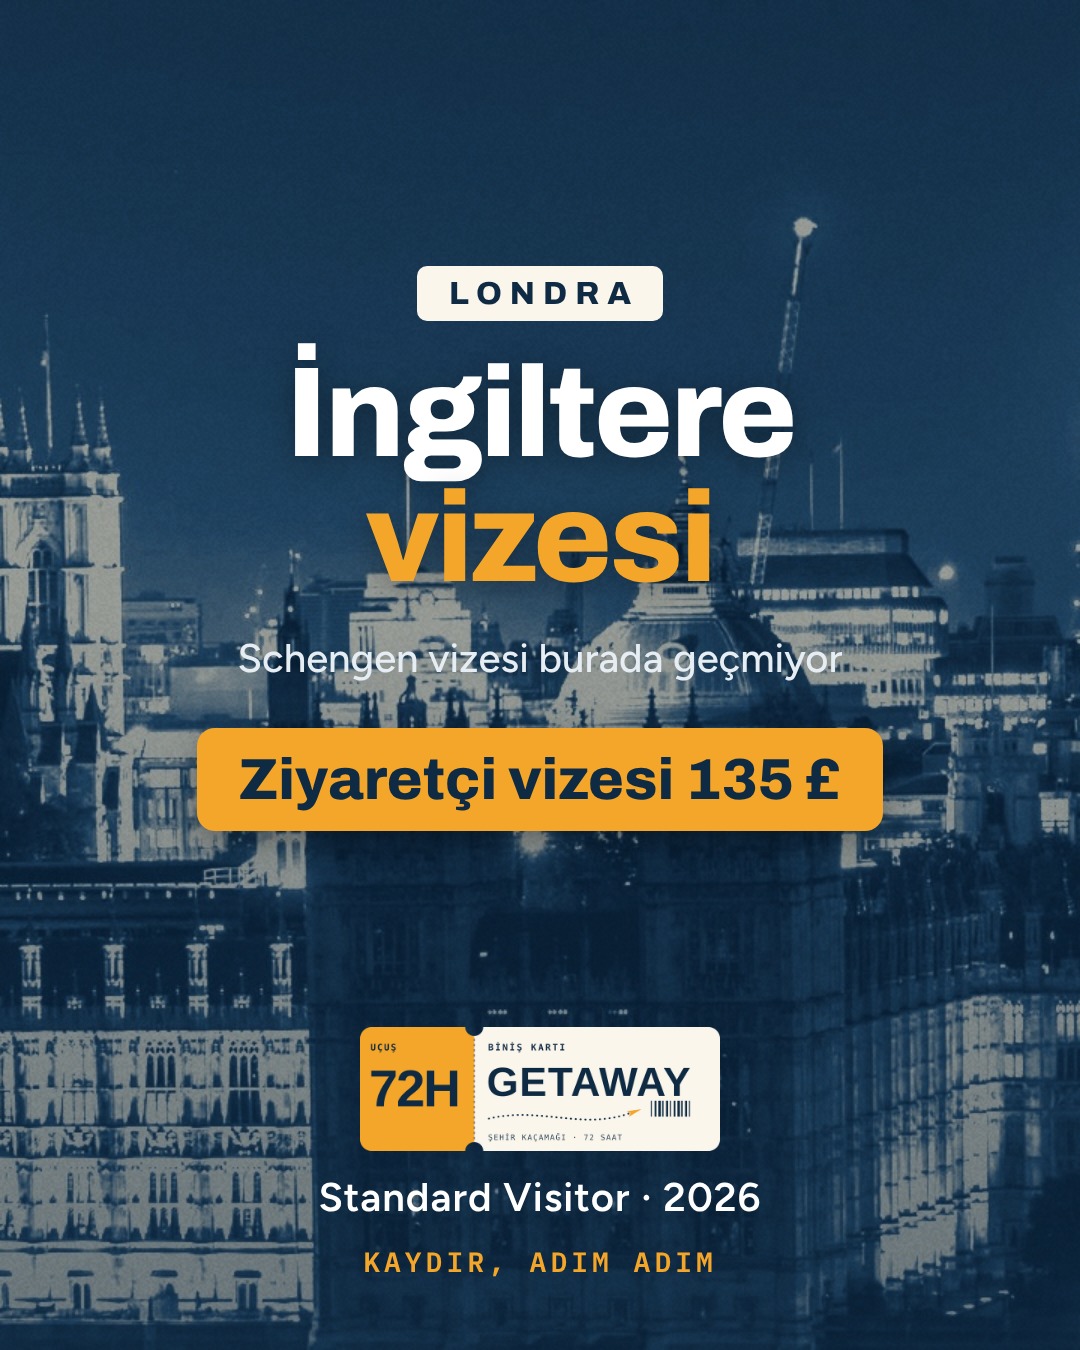 LONDRA
İngiltere
vizesi
Schengen vizesi burada geçmiyor
Ziyaretçi vizesi 135 £
UÇUŞ
72H
BİNİŞ KARTI
GETAWAY
ŞEHİR KAÇAMAĞI · 72 SAAT
Standard Visitor · 2026
KAYDIR, ADIM ADIM